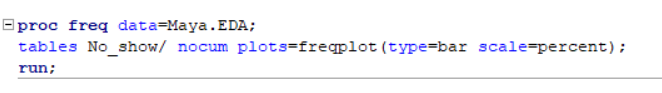 proc freq data=Maya.EDA;
tables No_show/ nocum plots=freqplot(type=bar scale=percent);
run;